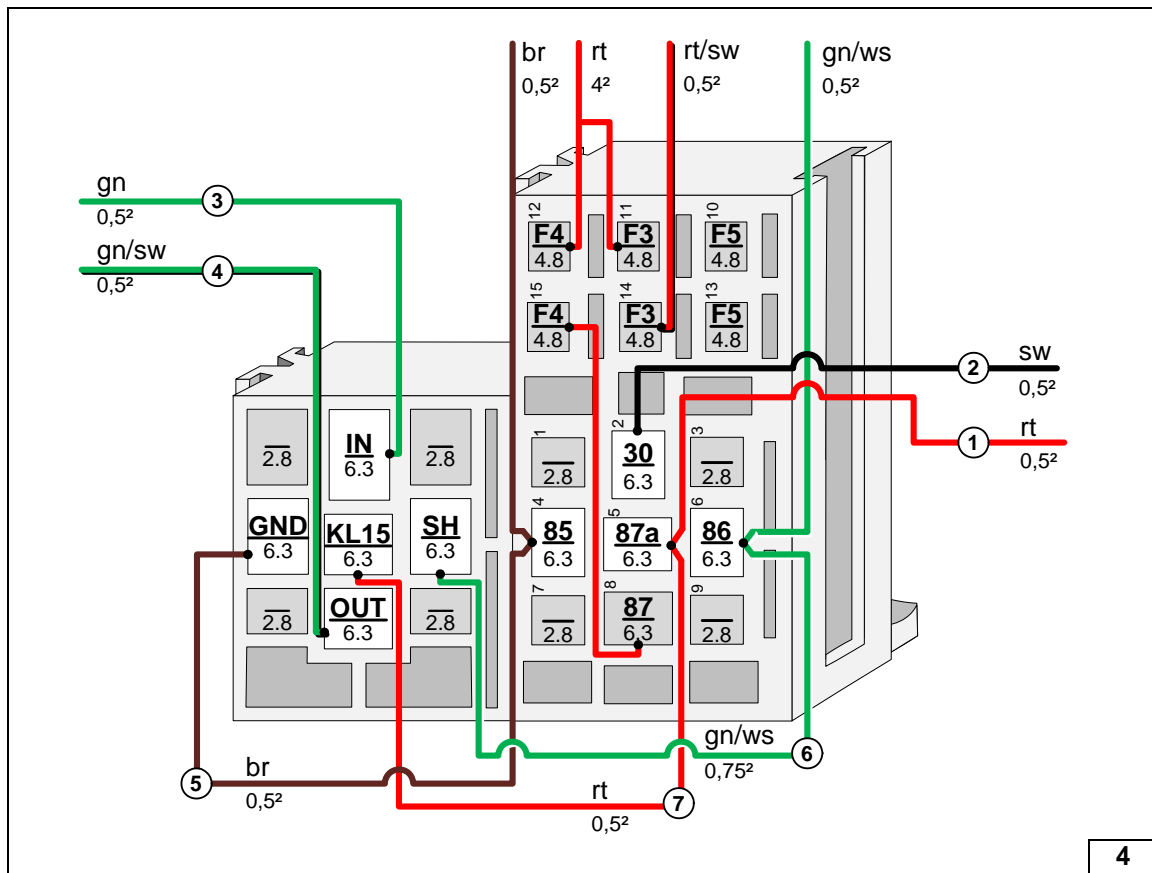 br
0,5²
rt
4²
rt/sw
0,5²
gn/ws
0,5²
gn
0,5²
3
gn/sw
0,5²
4
12
F4
4.8
11
F3
4.8
10
F5
4.8
15
F4
4.8
14
F3
4.8
13
F5
4.8
2
sw
0,5²
1
rt
0,5²
2.8
IN
6.3
2.8
1
2.8
2
30
6.3
3
2.8
GND
6.3
KL15
6.3
SH
6.3
4
85
6.3
5
87a
6.3
6
86
6.3
2.8
OUT
6.3
2.8
7
2.8
8
87
6.3
9
2.8
gn/ws
0,75²
6
5
br
0,5²
rt
0,5²
7
4